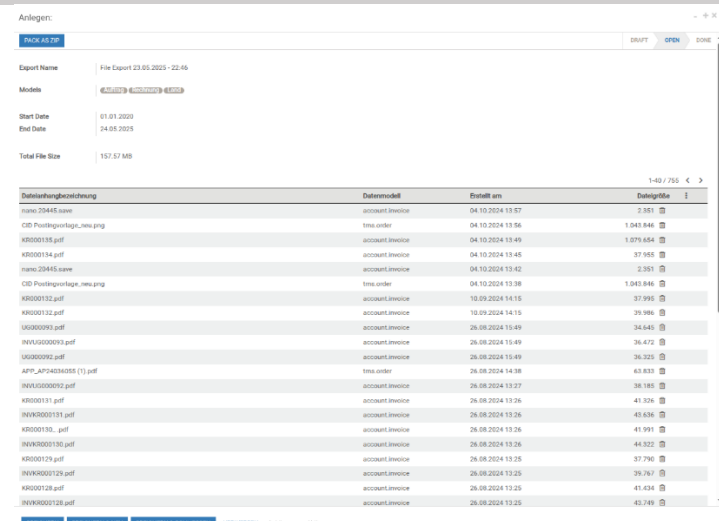 Anlegen:
PACK AS ZIP DRAFT OPEN DONE
Export Name File Export 23.05.2025 - 22:46
Models Auftrag Rechnung Land
Start Date 01.01.2020
End Date 24.05.2025
Total File Size 157.57 MB
1-40 / 755
Dateianhangbezeichnung Datenmodell Erstellt am Dateigröße
nano.20445.save account.invoice 04.10.2024 13:57 2.351
CID Postingvorlage_neu.png tms.order 04.10.2024 13:56 1.043.846
KR000135.pdf account.invoice 04.10.2024 13:49 1.079.654
KR000134.pdf account.invoice 04.10.2024 13:45 37.955
nano.20445.save account.invoice 04.10.2024 13:42 2.351
CID Postingvorlage_neu.png tms.order 04.10.2024 13:38 1.043.846
KR000132.pdf account.invoice 10.09.2024 14:15 37.995
KR000132.pdf account.invoice 10.09.2024 14:15 39.986
UG000093.pdf account.invoice 26.08.2024 15:49 34.645
INVUG000093.pdf account.invoice 26.08.2024 15:49 36.472
UG000092.pdf account.invoice 26.08.2024 15:49 36.325
APP_AP24036055 (1).pdf tms.order 26.08.2024 14:38 63.833
INVUG000092.pdf account.invoice 26.08.2024 13:27 38.185
KR000131.pdf account.invoice 26.08.2024 13:26 41.326
INVKR000131.pdf account.invoice 26.08.2024 13:26 43.636
KR000130_.pdf account.invoice 26.08.2024 13:26 41.991
INVKR000130.pdf account.invoice 26.08.2024 13:26 44.322
KR000129.pdf account.invoice 26.08.2024 13:25 37.790
INVKR000129.pdf account.invoice 26.08.2024 13:25 39.767
KR000128.pdf account.invoice 26.08.2024 13:25 41.434
INVKR000128.pdf account.invoice 26.08.2024 13:25 43.749